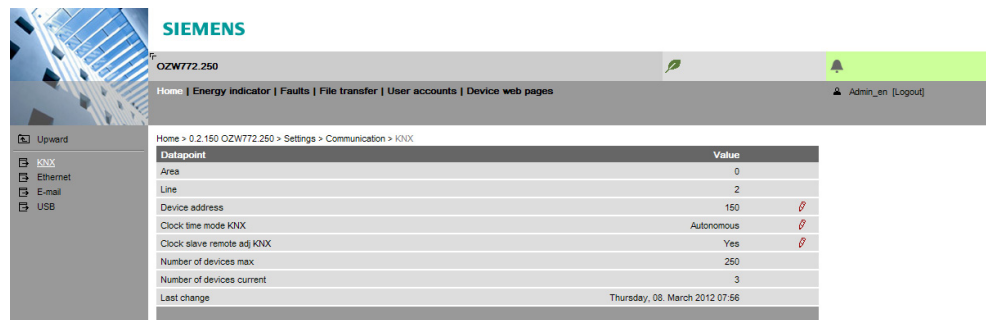 SIEMENS
OZW772.250
Home | Energy indicator | Faults | File transfer | User accounts | Device web pages
Admin_en [Logout]
Upward
KNX
Ethernet
E-mail
USB
Home > 0.2.150 OZW772.250 > Settings > Communication > KNX
Datapoint Value
Area 0
Line 2
Device address 150
Clock time mode KNX Autonomous
Clock slave remote adj KNX Yes
Number of devices max 250
Number of devices current 3
Last change Thursday, 08. March 2012 07:56